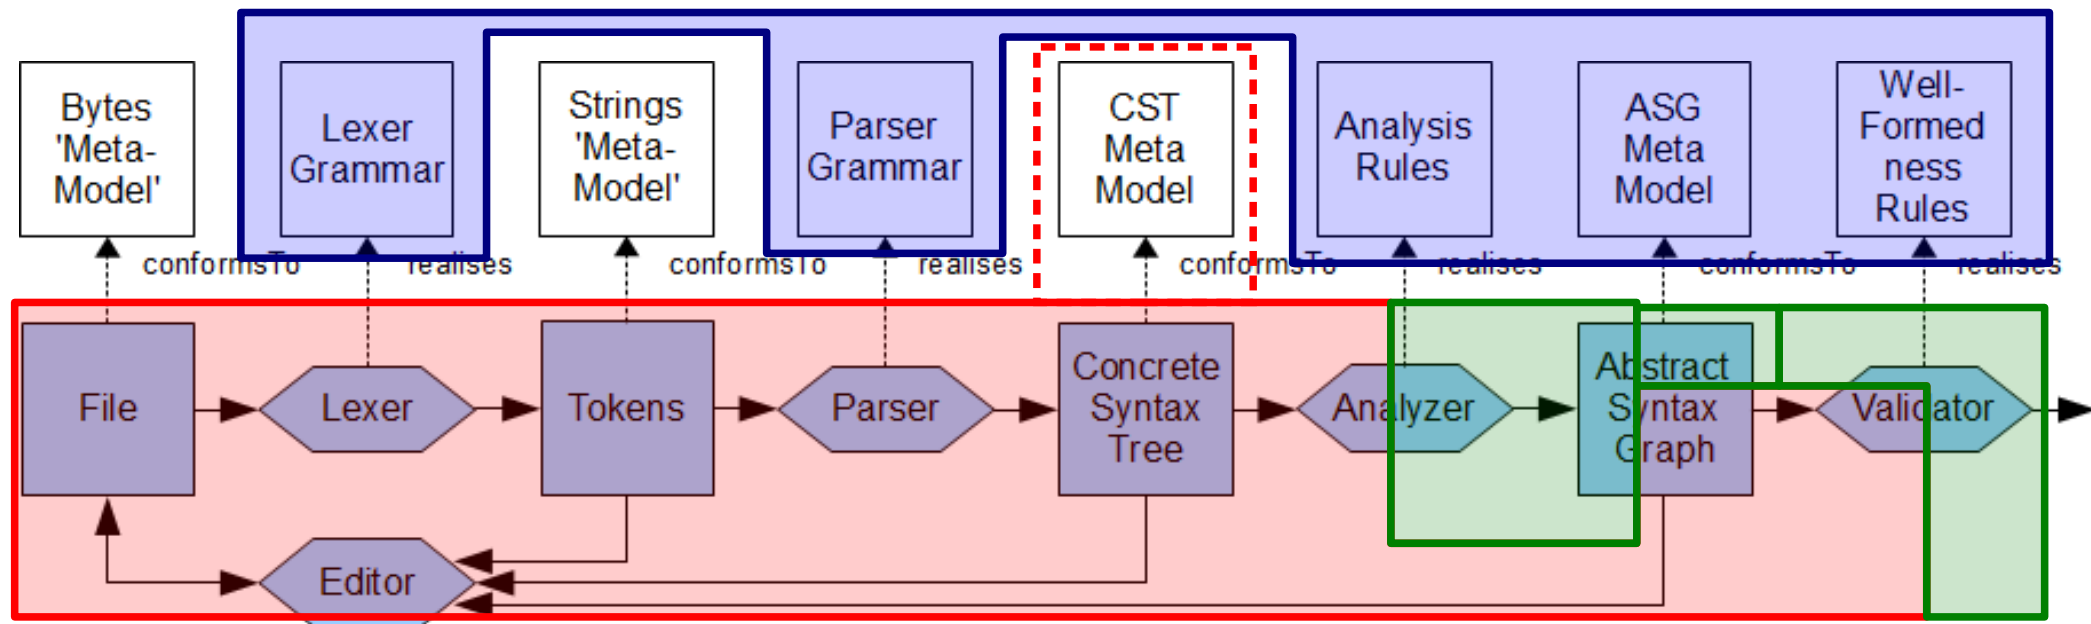 Bytes
'Meta-
Model'
Lexer
Grammar
Strings
'Meta-
Model'
Parser
Grammar
CST
Meta
Model
Analysis
Rules
ASG
Meta
Model
Well-
Formed
ness
Rules
conformsTo
realises
conformsTo
realises
conformsTo
realises
conformsTo
realises
File
Lexer
Tokens
Parser
Concrete
Syntax
Tree
Analyzer
Abstract
Syntax
Graph
Validator
Editor